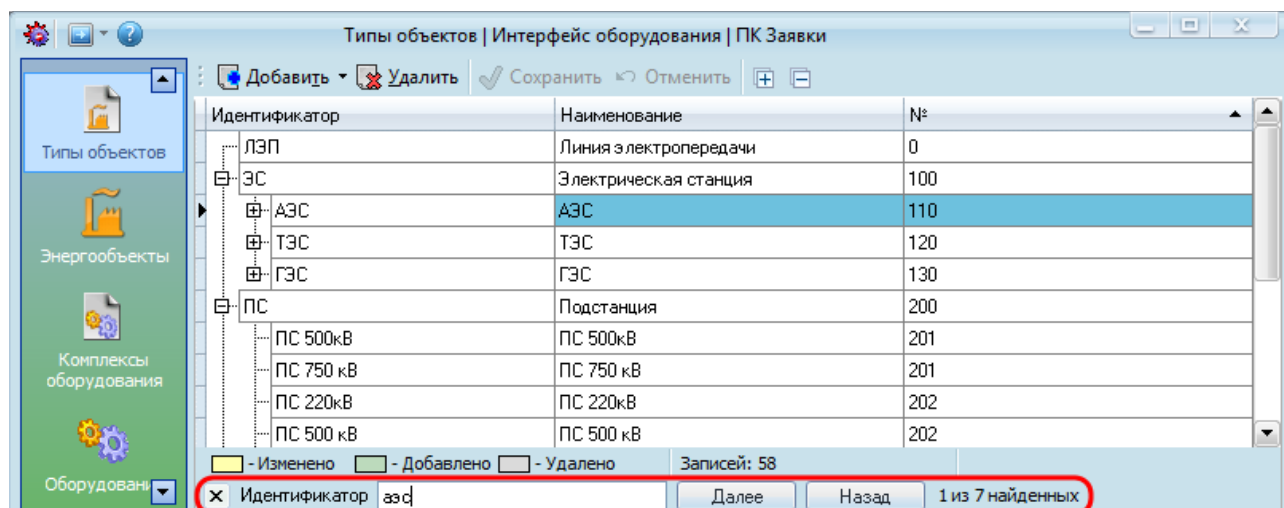 Типы объектов | Интерфейс оборудования | ПК Заявки
Добавить Удалить Сохранить Отменить
Типы объектов
Энергообъекты
Комплексы
оборудования
Оборудовани
Идентификатор Наименование №
ЛЭП Линия электропередачи 0
ЭС Электрическая станция 100
АЭС АЭС 110
ТЭС ТЭС 120
ГЭС ГЭС 130
ПС Подстанция 200
ПС 500кВ ПС 500кВ 201
ПС 750 кВ ПС 750 кВ 201
ПС 220кВ ПС 220кВ 202
ПС 500 кВ ПС 500 кВ 202
- Изменено - Добавлено - Удалено Записей: 58
Идентификатор аэс Далее Назад 1 из 7 найденных